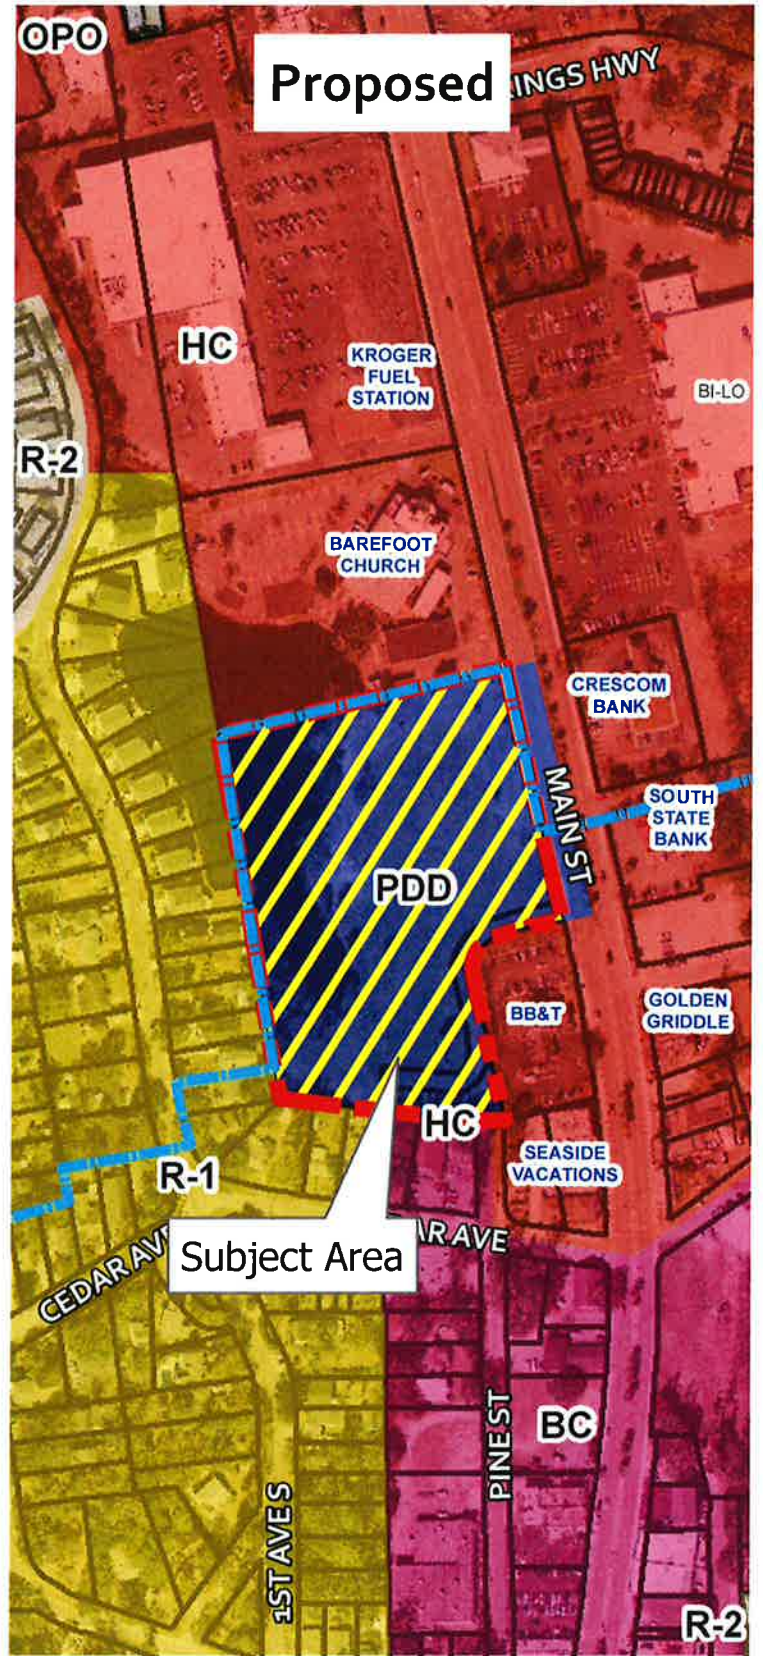 OPO
Proposed
INGS HWY
HC
KROGER
FUEL
STATION
BI-LO
R-2
BAREFOOT
CHURCH
CRESCOM
BANK
MAIN ST
SOUTH
STATE
BANK
PDD
BB&T
GOLDEN
GRIDDLE
HC
SEASIDE
VACATIONS
R-1
CEDAR AV
AR AVE
Subject Area
PINE ST
BC
1ST AVE S
R-2